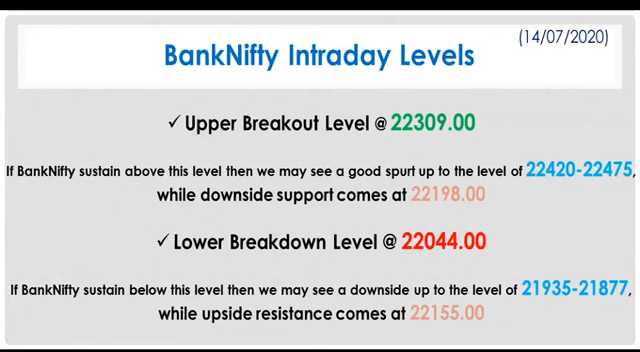 (14/07/2020)
BankNifty Intraday Levels
✓ Upper Breakout Level @ 22309.00
If BankNifty sustain above this level then we may see a good spurt up to the level of 22420-22475,
while downside support comes at 22198.00
✓ Lower Breakdown Level @ 22044.00
If BankNifty sustain below this level then we may see a downside up to the level of 21935-21877,
while upside resistance comes at 22155.00